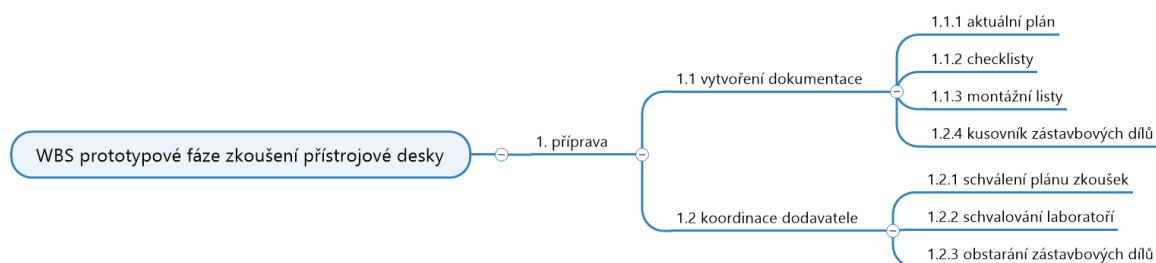 WBS prototypové fáze zkoušení přístrojové desky
1. příprava
1.1 vytvoření dokumentace
1.1.1 aktuální plán
1.1.2 checklisty
1.1.3 montážní listy
1.2.4 kusovník zástavbových dílů
1.2 koordinace dodavatele
1.2.1 schválení plánu zkoušek
1.2.2 schvalování laboratoří
1.2.3 obstarání zástavbových dílů